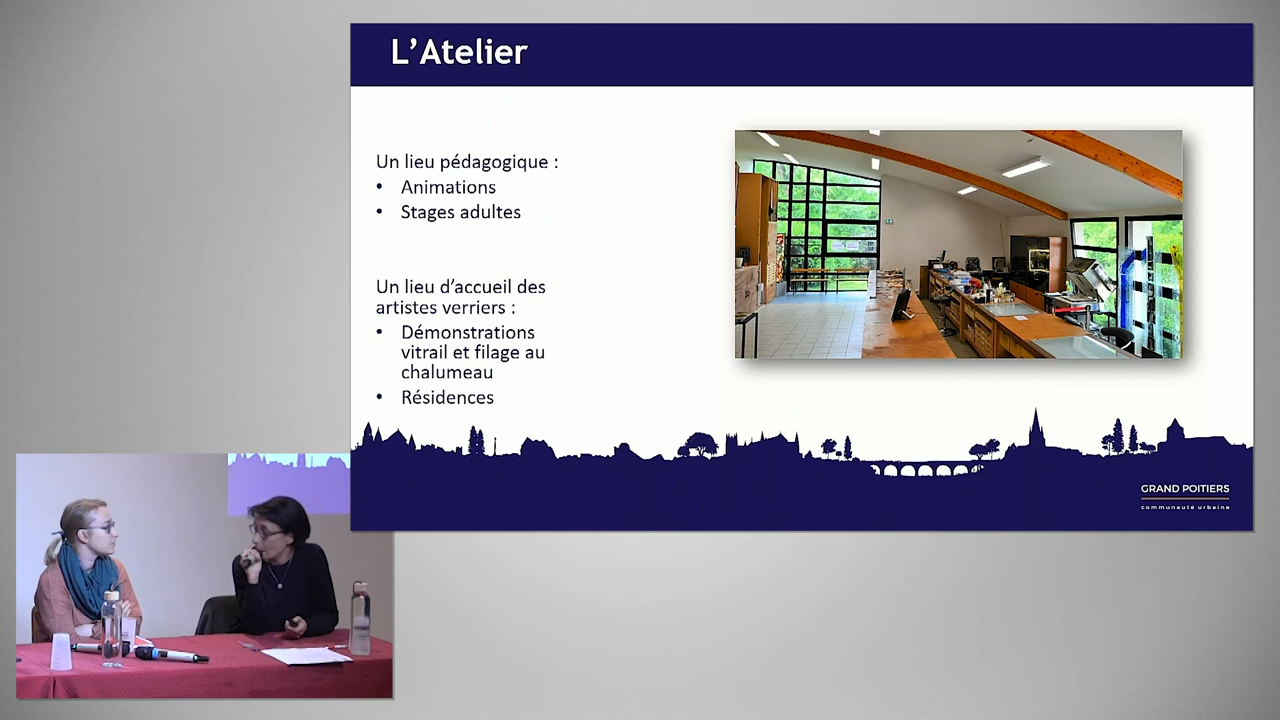 L'Atelier
Un lieu pédagogique :
• Animations
• Stages adultes
Un lieu d’accueil des
artistes verriers :
• Démonstrations
vitrail et filage au
chalumeau
• Résidences
GRAND POITIERS
communauté urbaine